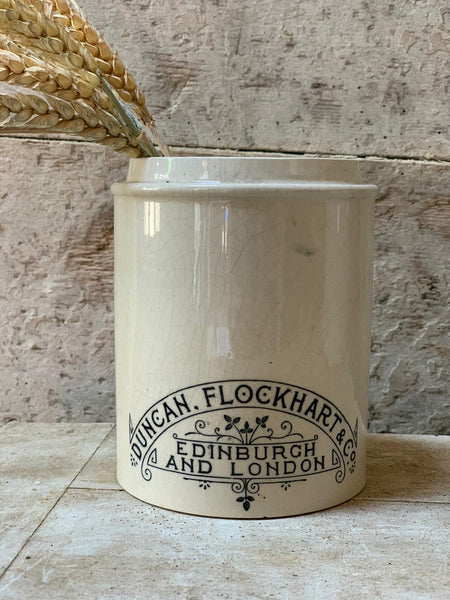 DUNCAN, FLOCKHART & CO.
EDINBURGH
AND LONDON